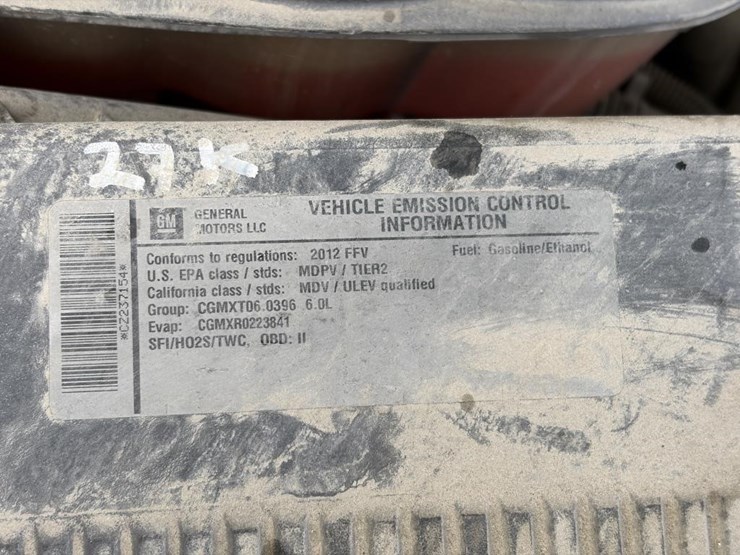 27K
GM GENERAL MOTORS LLC
VEHICLE EMISSION CONTROL
INFORMATION
Conforms to regulations: 2012 FFV Fuel: Gasoline/Ethanol
U.S. EPA class / stds: MDPV / TIER2
California class / stds: MDV / ULEV qualified
Group: CGMXT06.0396 6.0L
Evap: CGMXR0223841
SFI/HO2S/TWC, OBD: II
*CZ237154*